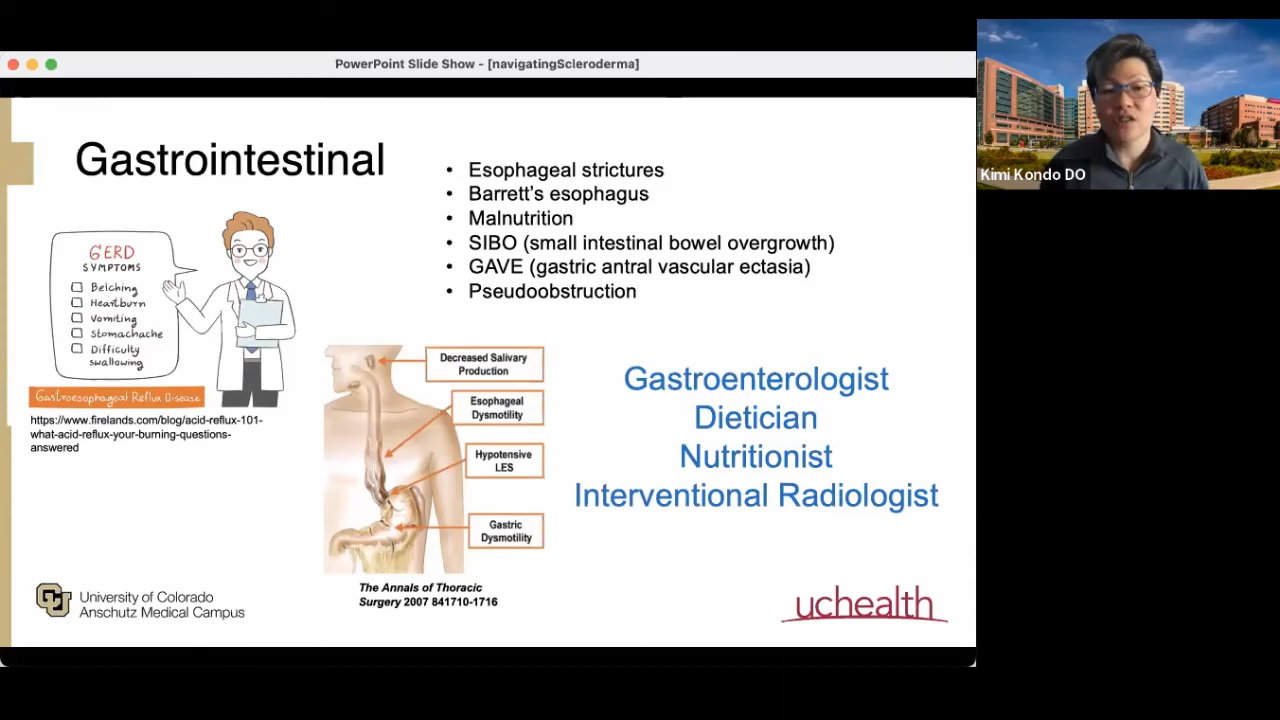 PowerPoint Slide Show - [navigatingScleroderma]
Gastrointestinal
• Esophageal strictures
• Barrett's esophagus
• Malnutrition
• SIBO (small intestinal bowel overgrowth)
• GAVE (gastric antral vascular ectasia)
• Pseudoobstruction
GERD
SYMPTOMS
Belching
Heartburn
Vomiting
Stomachache
Difficulty
swallowing
Gastroesophageal Reflux Disease
https://www.firelands.com/blog/acid-reflux-101-
what-acid-reflux-your-burning-questions-
answered
Decreased Salivary
Production
Esophageal
Dysmotility
Hypotensive
LES
Gastric
Dysmotility
The Annals of Thoracic
Surgery 2007 841710-1716
Gastroenterologist
Dietician
Nutritionist
Interventional Radiologist
CU
University of Colorado
Anschutz Medical Campus
uchealth
Kimi Kondo DO